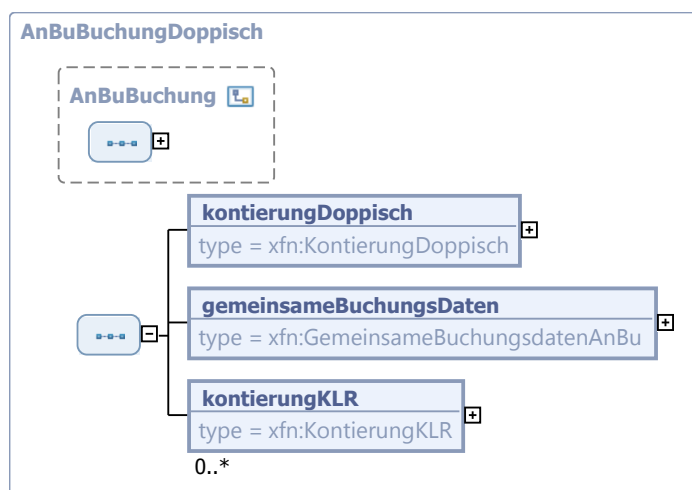 AnBuBuchungDoppisch
AnBuBuchung
kontierungDoppisch
type = xfn:KontierungDoppisch
gemeinsameBuchungsDaten
type = xfn:GemeinsameBuchungsdatenAnBu
kontierungKLR
type = xfn:KontierungKLR
0..*